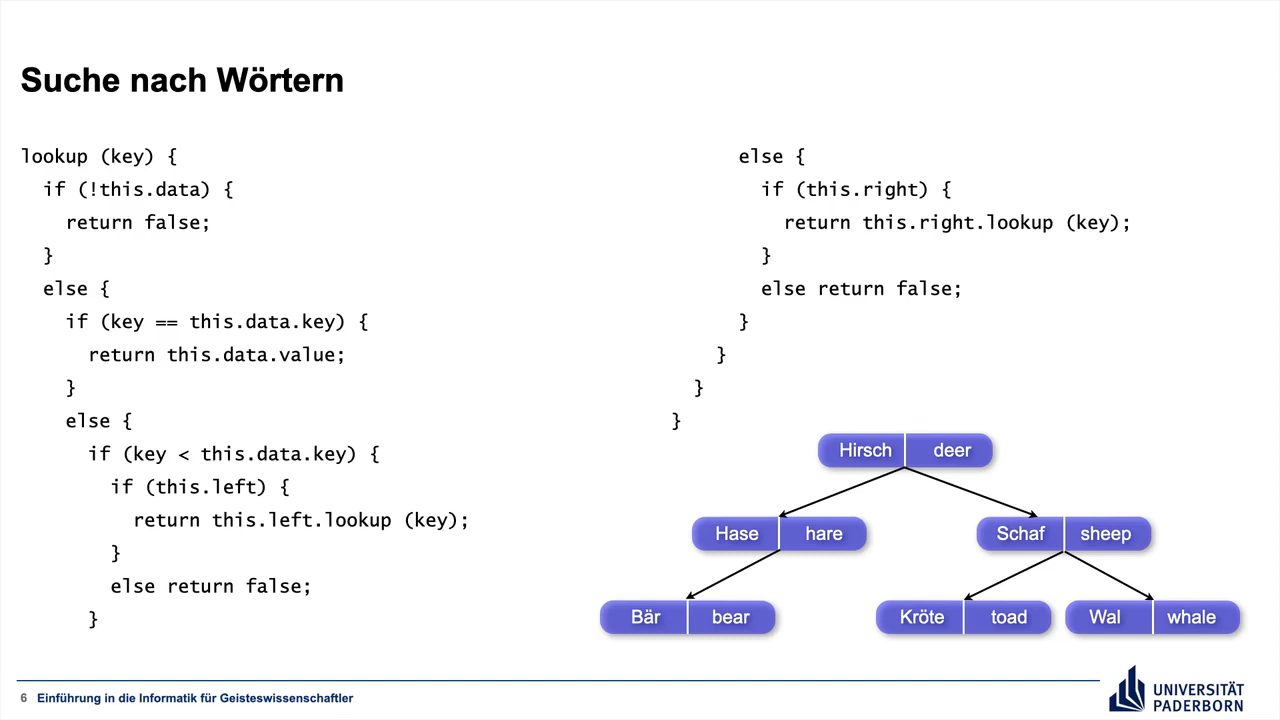 Suche nach Wörtern
lookup (key) {
  if (!this.data) {
    return false;
  }
  else {
    if (key == this.data.key) {
      return this.data.value;
    }
    else {
      if (key < this.data.key) {
        if (this.left) {
          return this.left.lookup (key);
        }
        else return false;
      }
      else {
        if (this.right) {
          return this.right.lookup (key);
        }
        else return false;
      }
    }
  }
}
Hirsch deer
Hase hare Schaf sheep
Bär bear Kröte toad Wal whale
6 Einführung in die Informatik für Geisteswissenschaftler
UNIVERSITÄT
PADERBORN